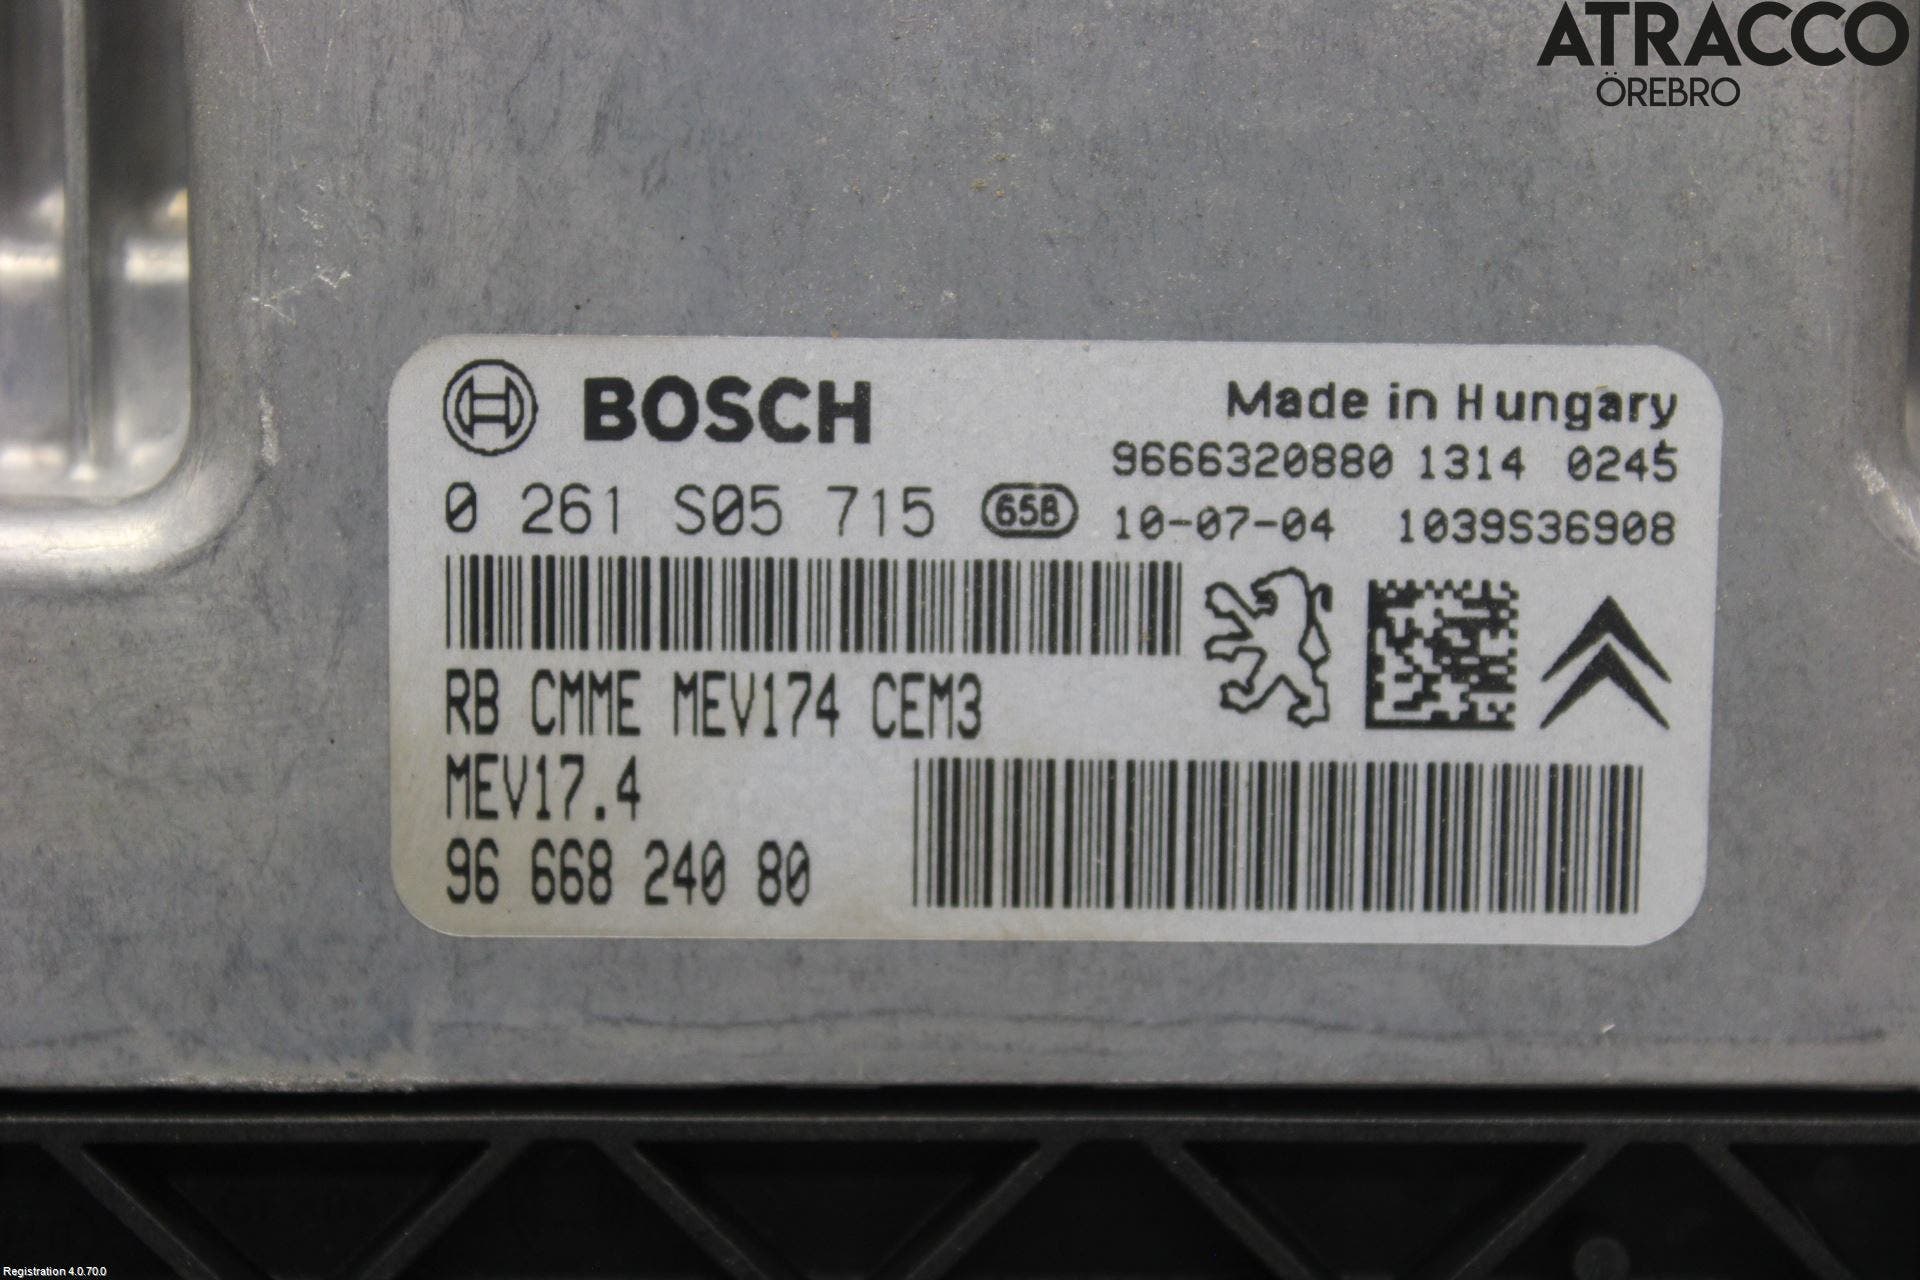 ATRACCO
ÖREBRO
BOSCH
Made in Hungary
9666320880 1314 0245
0 261 S05 715 658
10-07-04 1039S36908
RB CMME MEV174 CEM3
MEV17.4
96 668 240 80
Registration 4.0.70.0